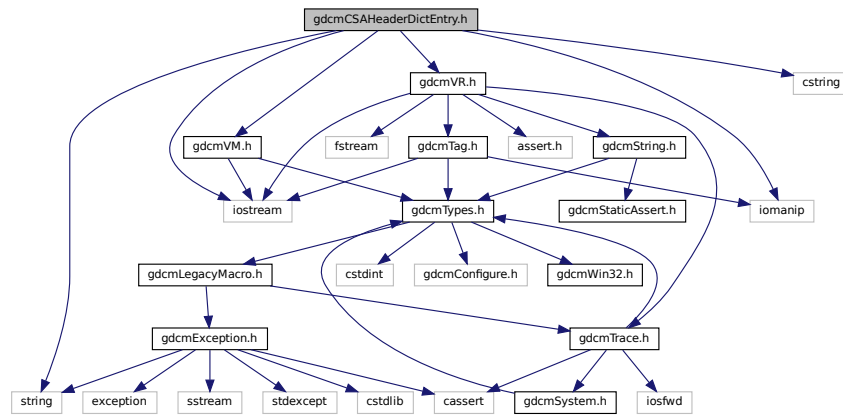 gdcmCSAHeaderDictEntry.h
gdcmVR.h
cstring
gdcmVM.h
fstream
gdcmTag.h
assert.h
gdcmString.h
iostream
gdcmTypes.h
gdcmStaticAssert.h
iomanip
gdcmLegacyMacro.h
cstdint
gdcmConfigure.h
gdcmWin32.h
gdcmException.h
gdcmTrace.h
string
exception
sstream
stdexcept
cstdlib
cassert
gdcmSystem.h
iosfwd